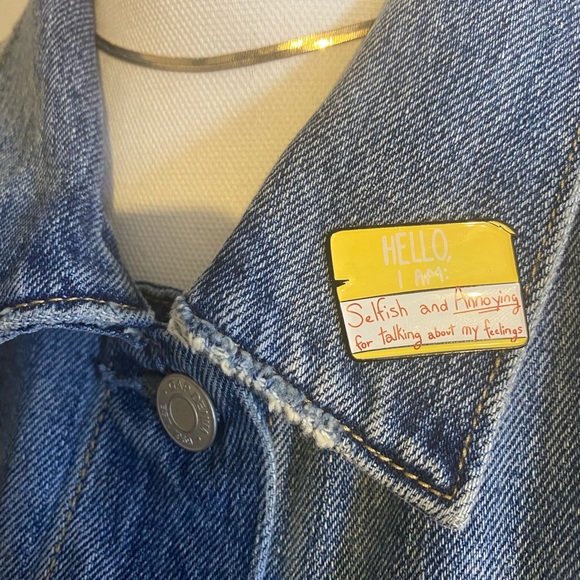 HELLO,
I AM:
Selfish and Annoying
for talking about my feelings